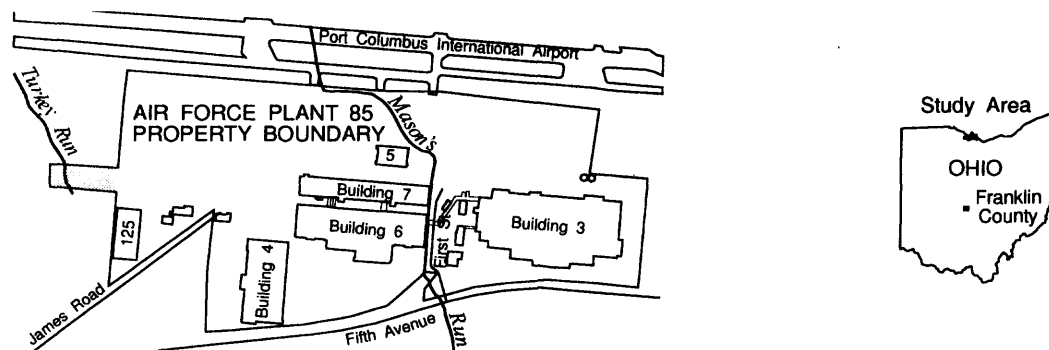 Port Columbus International Airport
Turkey Run
AIR FORCE PLANT 85
PROPERTY BOUNDARY
Mason's
5
Building 7
Building 6
First St
Building 3
125
Building 4
James Road
Fifth Avenue
Run
Study Area
OHIO
Franklin
County